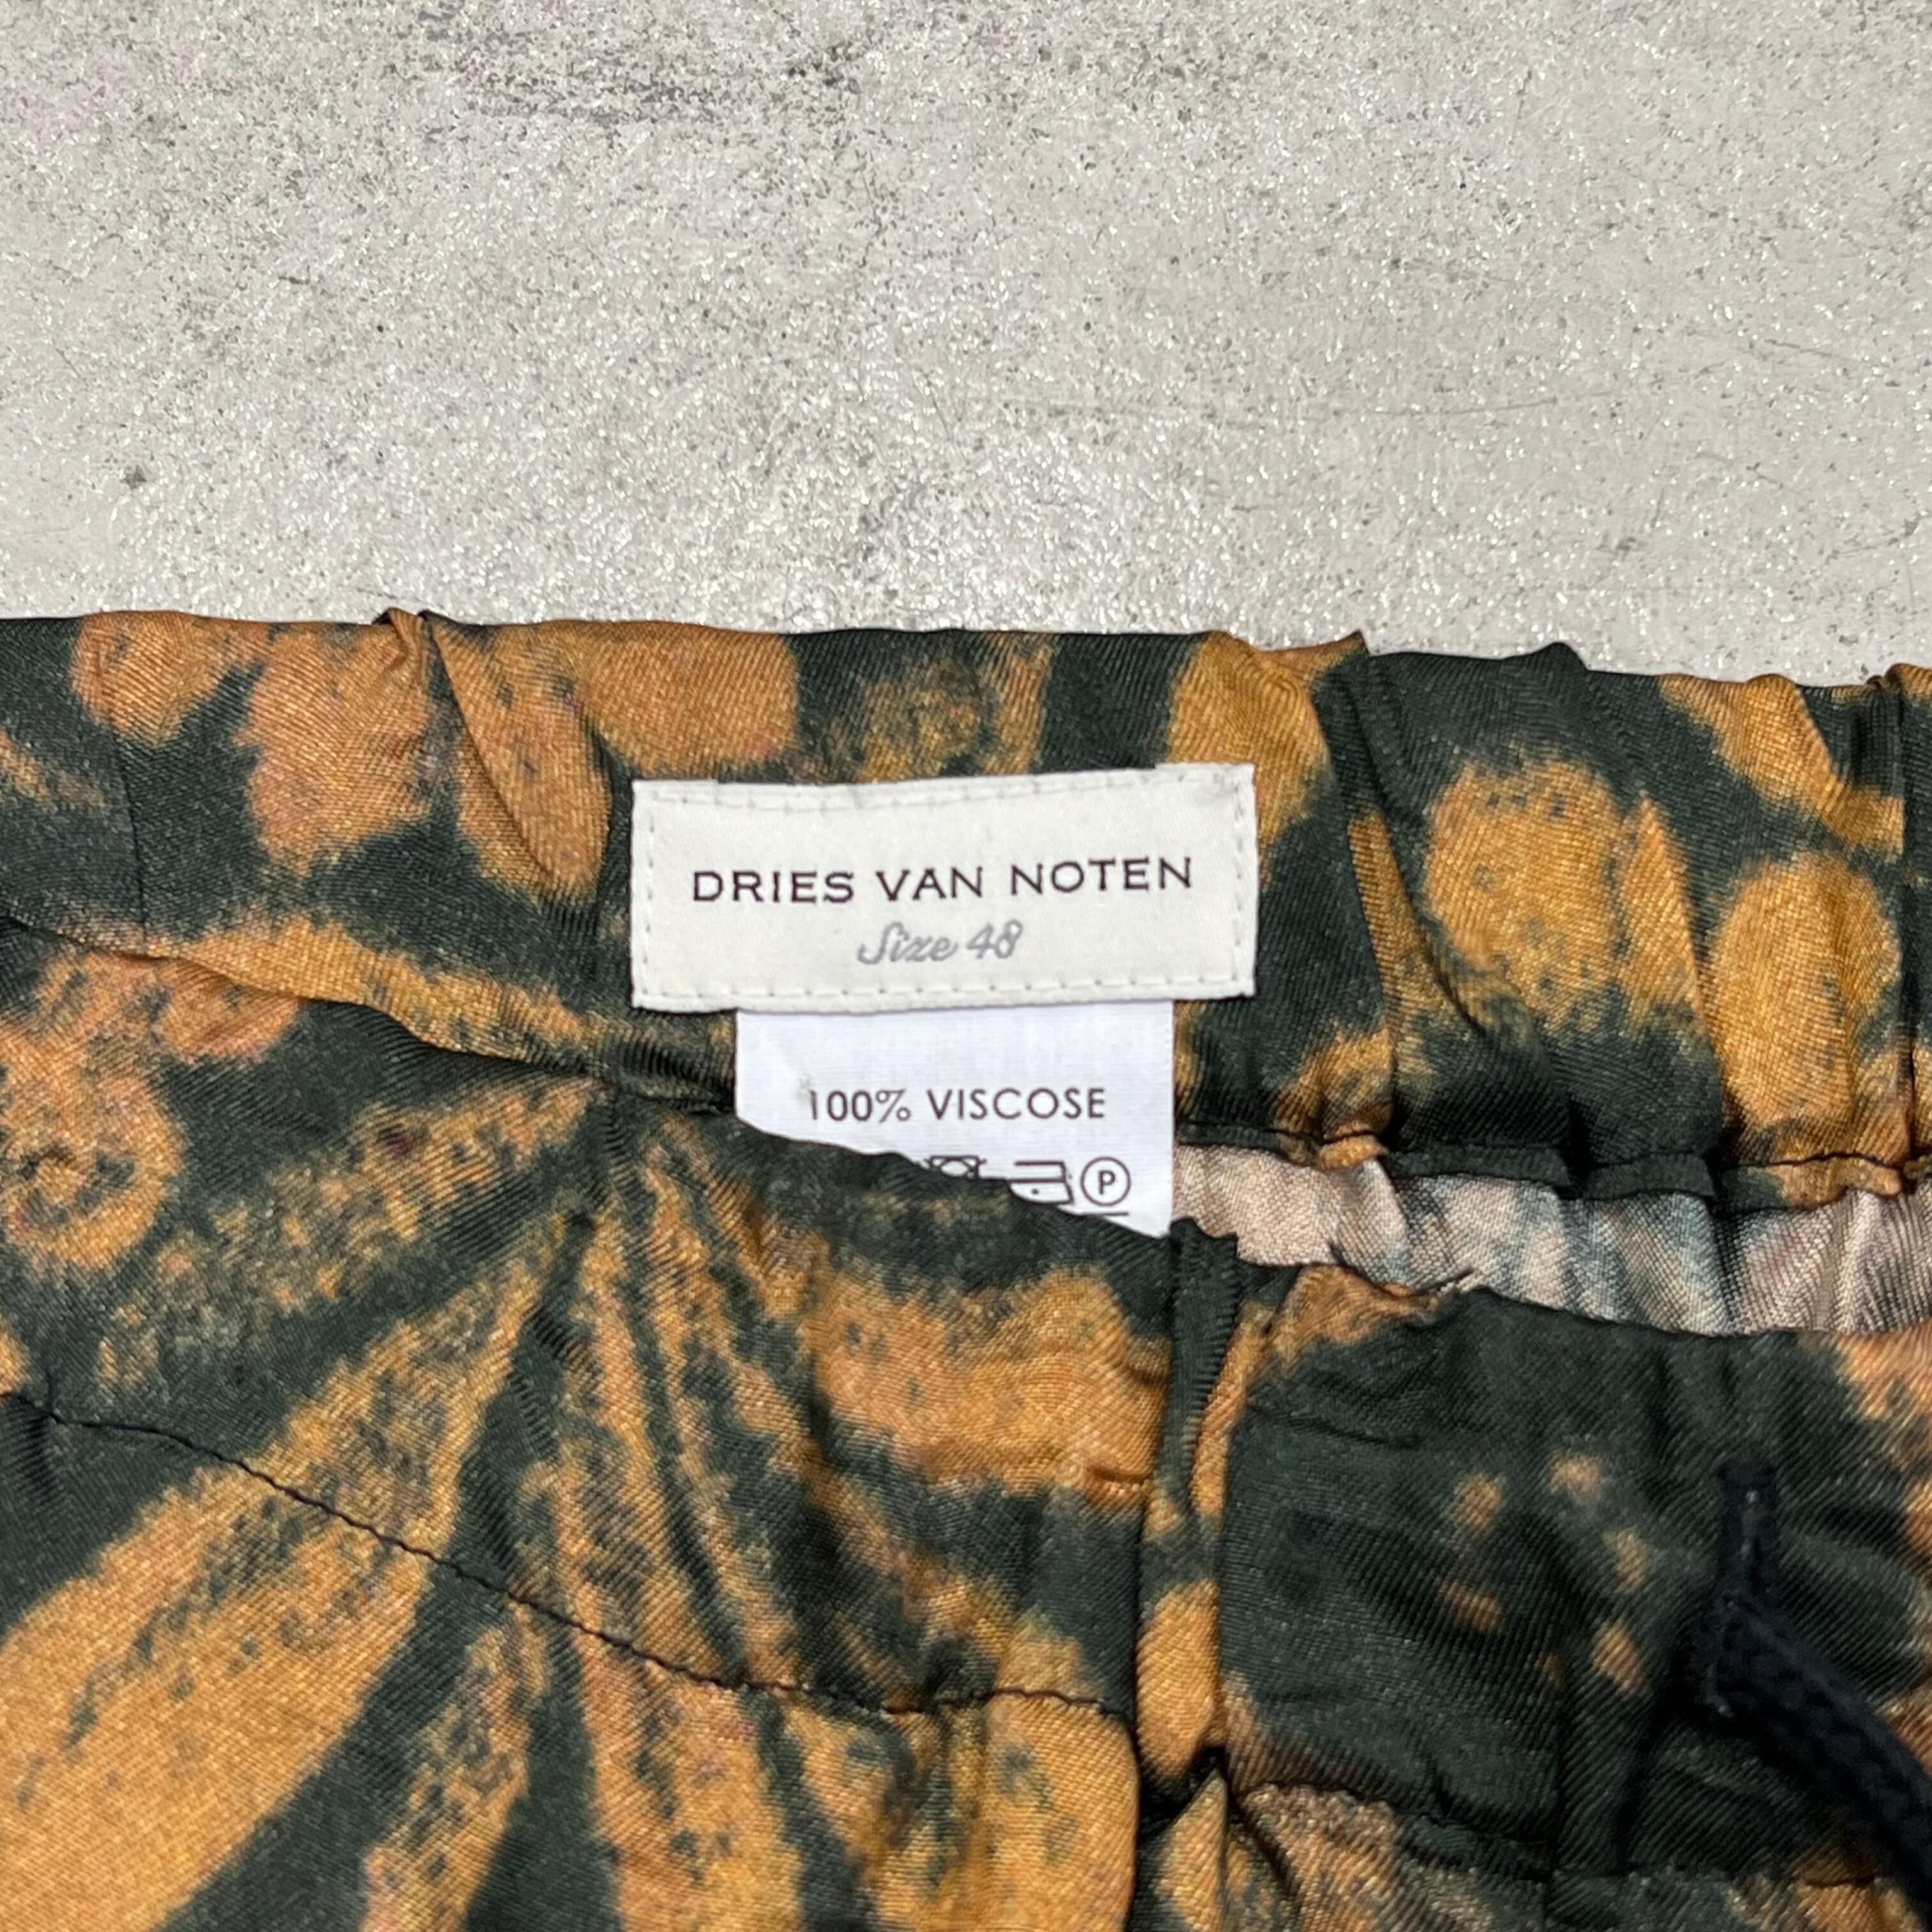 DRIES VAN NOTEN
Size 48
100% VISCOSE
P